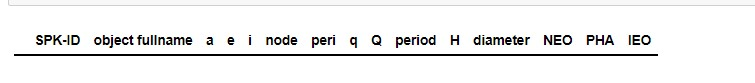 SPK-ID object fullname a e i node peri q Q period H diameter NEO PHA IEO